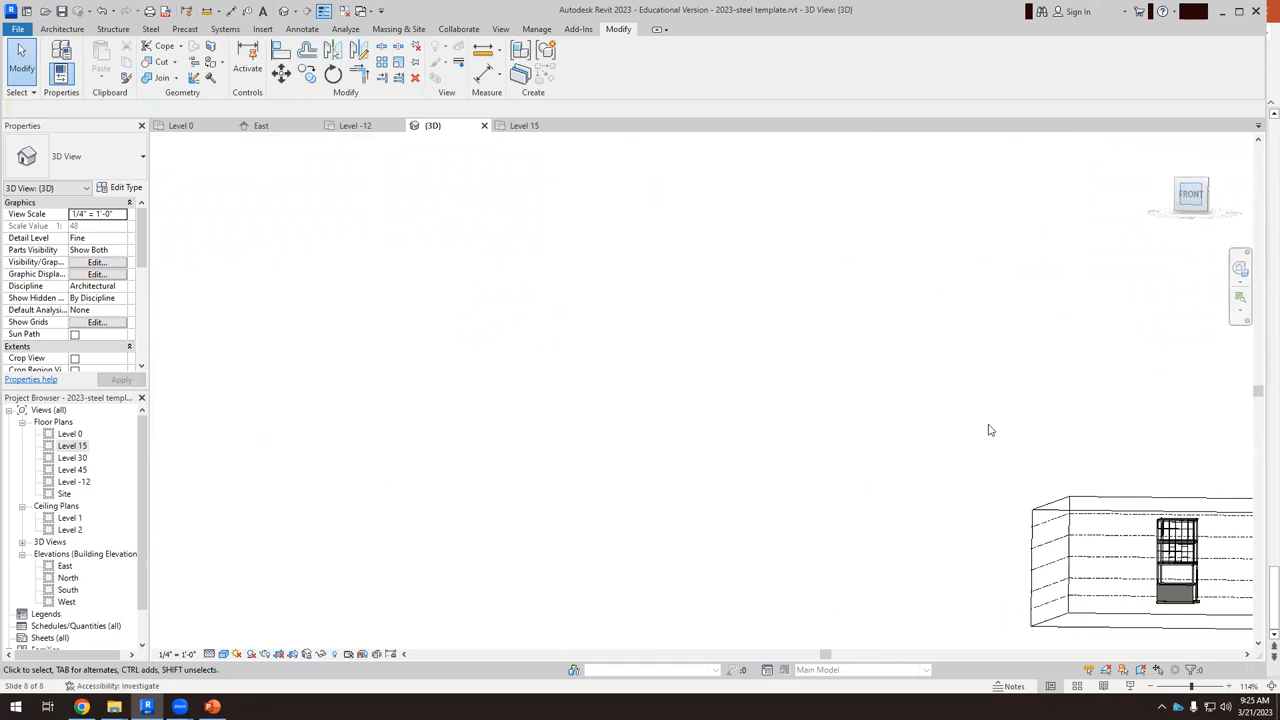 Autodesk Revit 2023 - Educational Version - 2023-steel template.rvt - 3D View: {3D}
Sign In
File Architecture Structure Steel Precast Systems Insert Annotate Analyze Massing & Site Collaborate View Manage Add-Ins Modify
Modify
Paste
Cope
Cut
Join
Activate
Select Properties Clipboard Geometry Controls Modify View Measure Create
Properties
Level 0 East Level -12 {3D} Level 15
3D View
3D View: {3D} Edit Type
Graphics
View Scale 1/4" = 1'-0"
Scale Value 1: 48
Detail Level Fine
Parts Visibility Show Both
Visibility/Grap... Edit...
Graphic Displa... Edit...
Discipline Architectural
Show Hidden ... By Discipline
Default Analysi... None
Show Grids Edit...
Sun Path
Extents
Crop View
Properties help Apply
Project Browser - 2023-steel templ...
Views (all)
Floor Plans
Level 0
Level 15
Level 30
Level 45
Level -12
Site
Ceiling Plans
Level 1
Level 2
3D Views
Elevations (Building Elevation
East
North
South
West
Legends
Schedules/Quantities (all)
Sheets (all)
FRONT
1/4" = 1'-0"
Click to select, TAB for alternates, CTRL adds, SHIFT unselects.
:0
Main Model
:0
Slide 8 of 8 Accessibility: Investigate Notes 114%
9:25 AM
3/21/2023